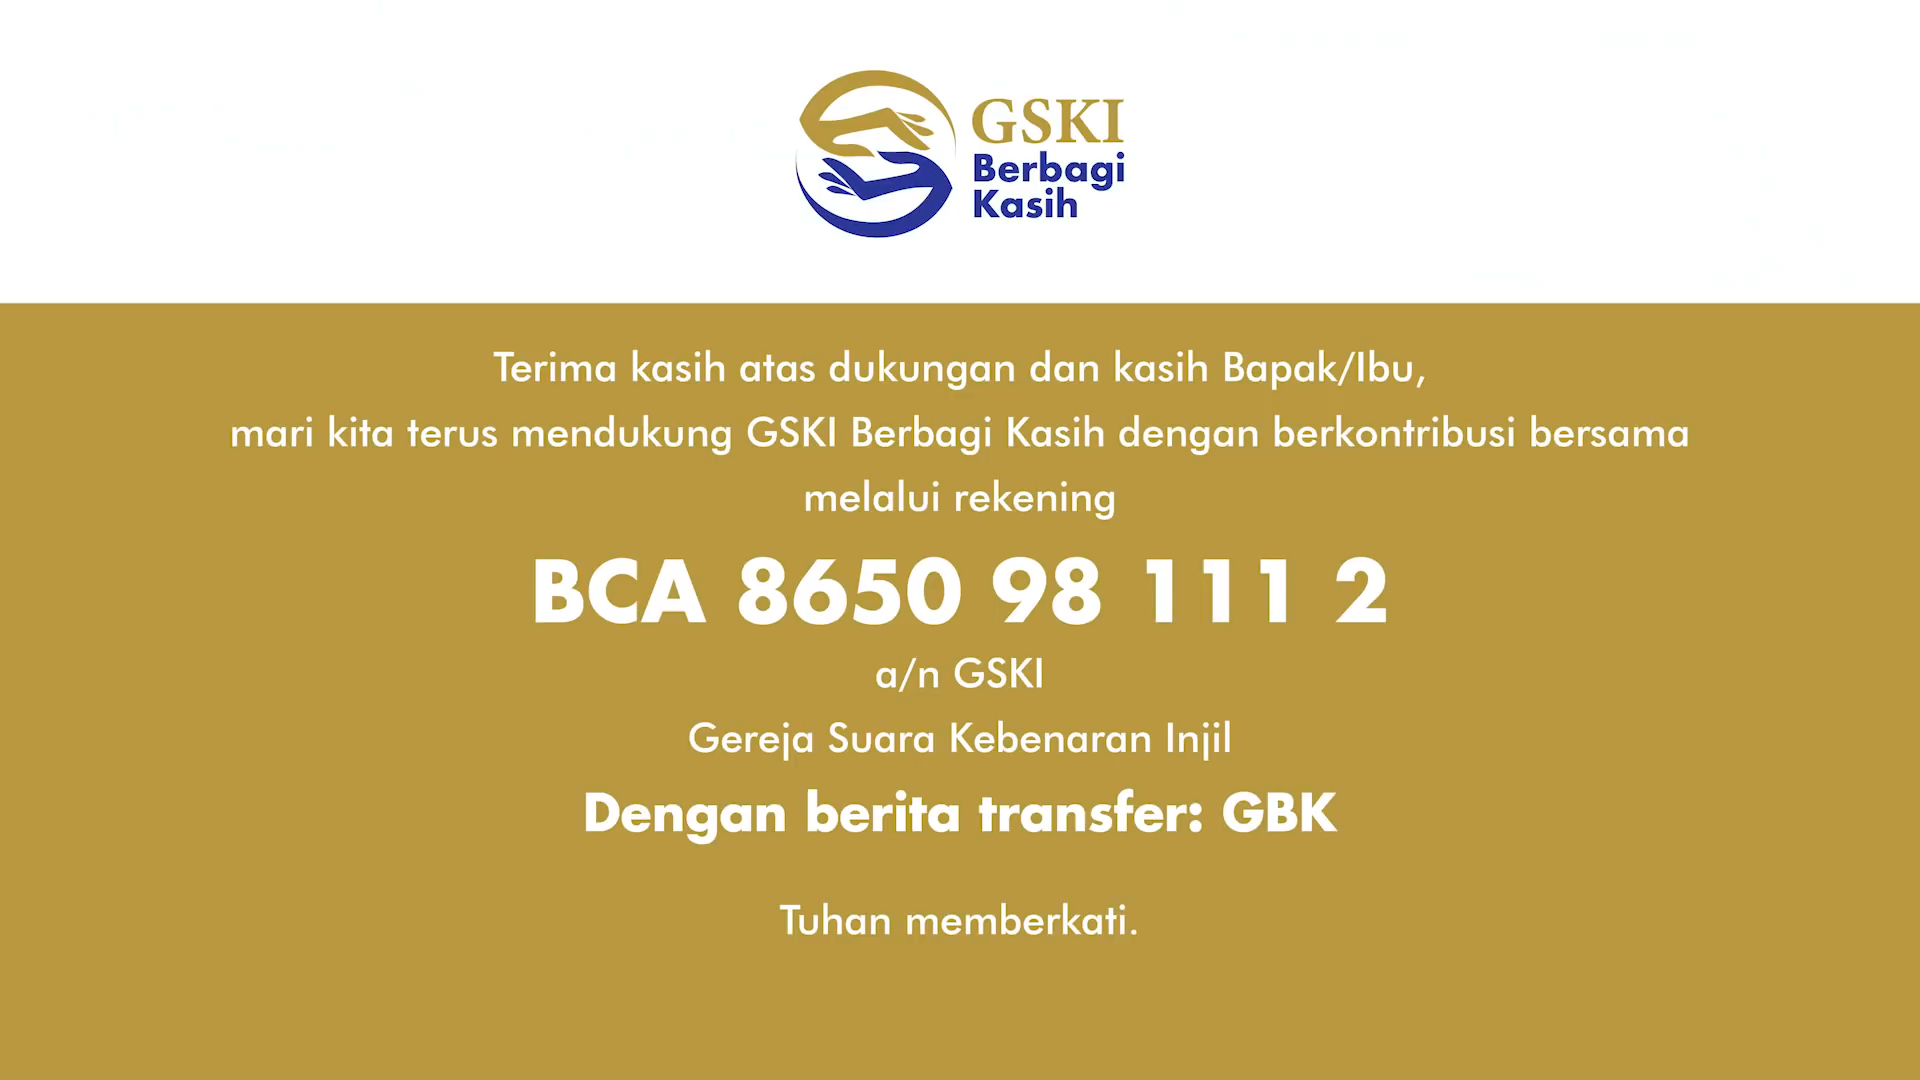 GSKI
Berbagi
Kasih
Terima kasih atas dukungan dan kasih Bapak/Ibu,
mari kita terus mendukung GSKI Berbagi Kasih dengan berkontribusi bersama
melalui rekening
BCA 8650 98 111 2
a/n GSKI
Gereja Suara Kebenaran Injil
Dengan berita transfer: GBK
Tuhan memberkati.